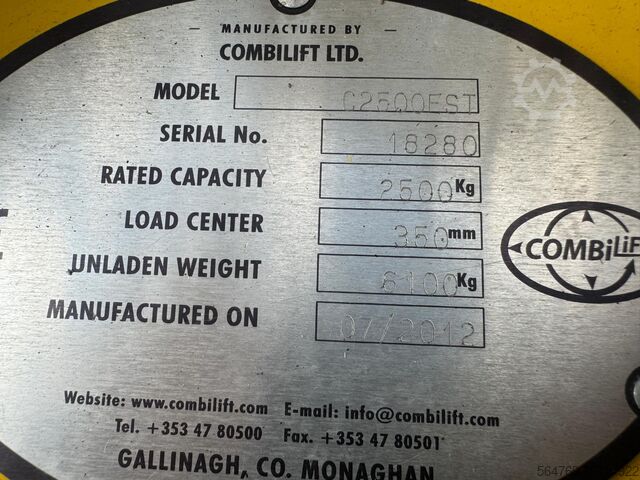 MANUFACTURED BY
COMBILIFT LTD.
MODEL C2500EST
SERIAL No. 18280
RATED CAPACITY 2500 Kg
LOAD CENTER 350 mm
UNLADEN WEIGHT 6100 Kg
MANUFACTURED ON 07/2012
COMBiLiF
Website: www.combilift.com E-mail: info@combilift.com
Tel. +353 47 80500 Fax. +353 47 80501
GALLINAGH, CO. MONAGHAN